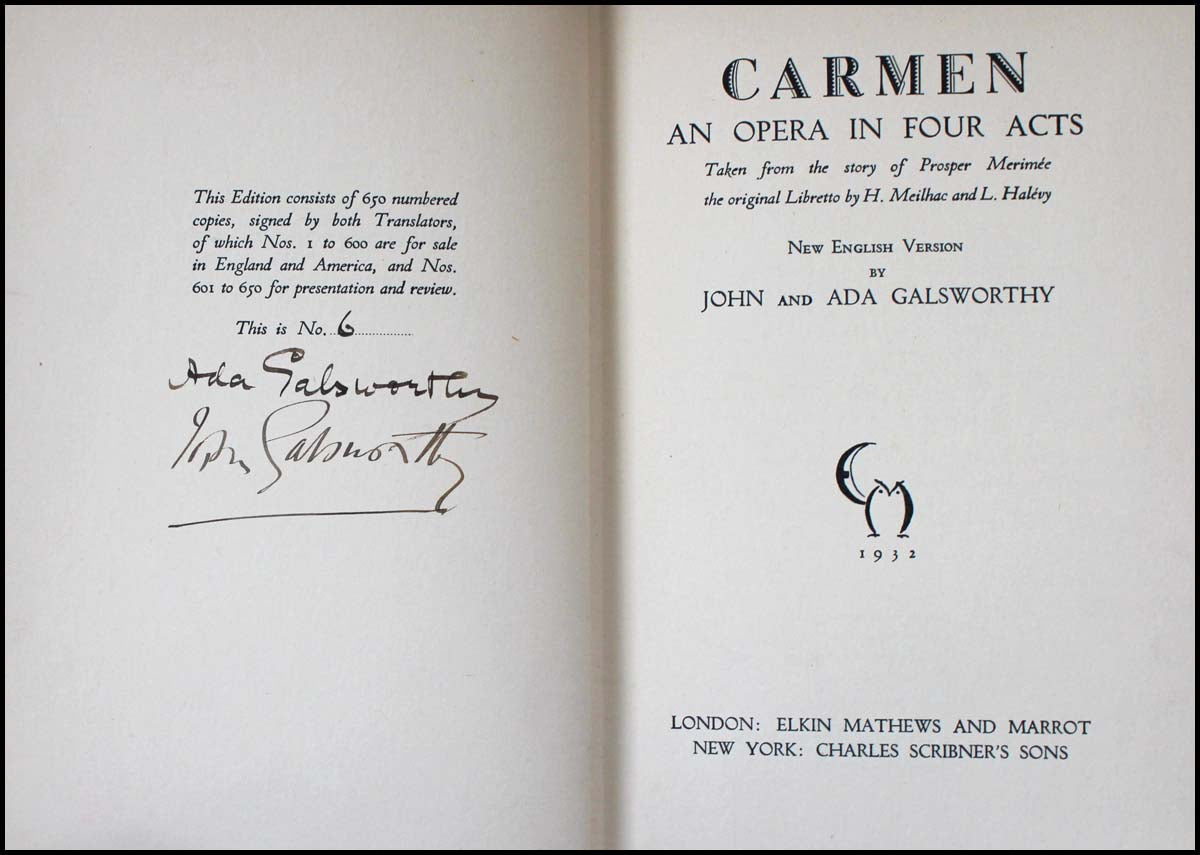 This Edition consists of 650 numbered
copies, signed by both Translators,
of which Nos. 1 to 600 are for sale
in England and America, and Nos.
601 to 650 for presentation and review.
This is No. 6
Ada Galsworthy
John Galsworthy
CARMEN
AN OPERA IN FOUR ACTS
Taken from the story of Prosper Merimée
the original Libretto by H. Meilhac and L. Halévy
NEW ENGLISH VERSION
BY
JOHN AND ADA GALSWORTHY
1932
LONDON: ELKIN MATHEWS AND MARROT
NEW YORK: CHARLES SCRIBNER'S SONS